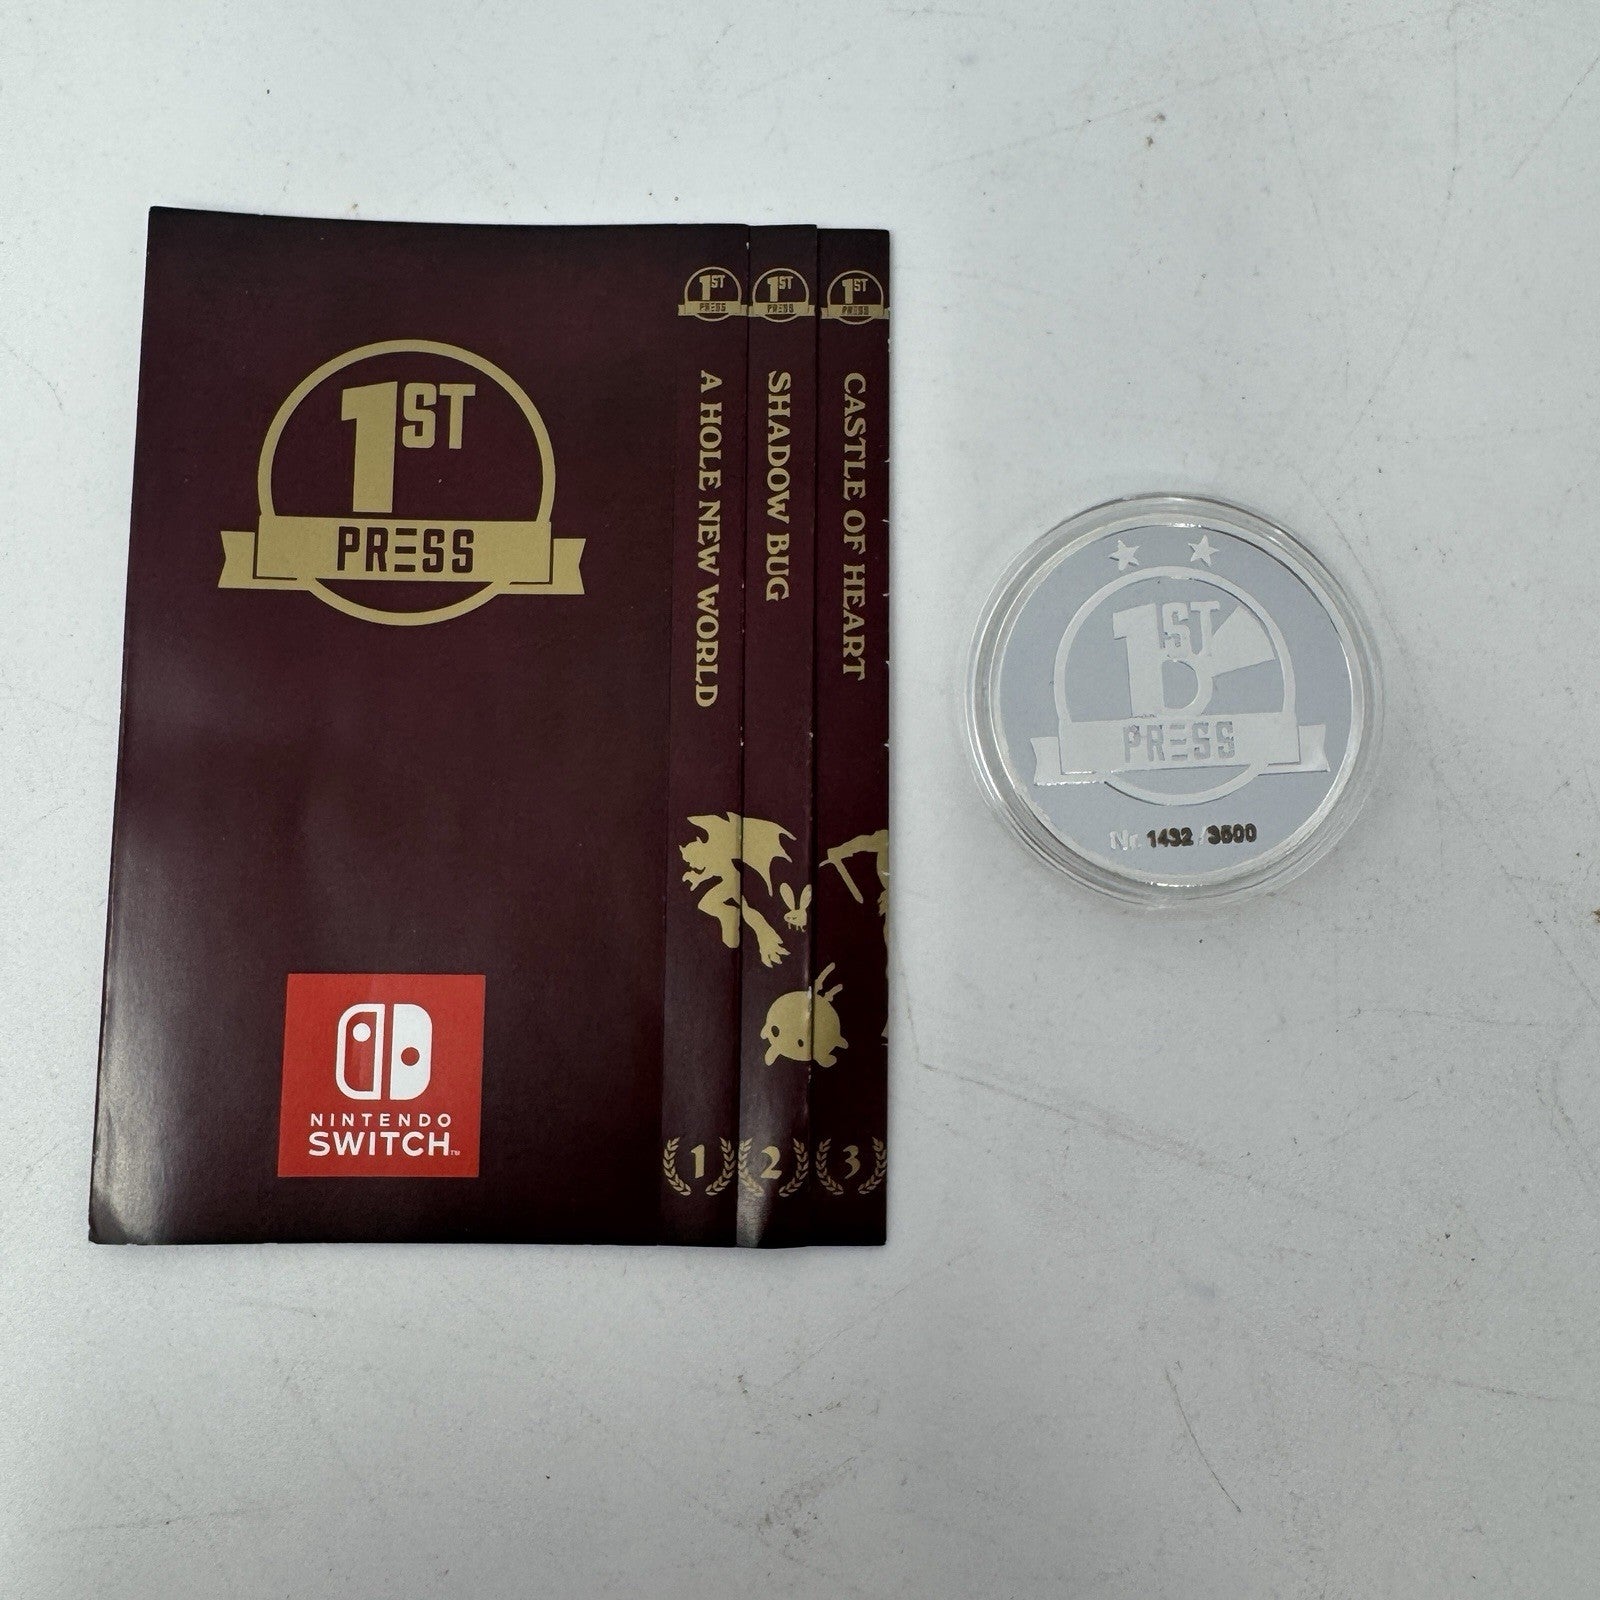 1ST
PRESS
NINTENDO
SWITCH™
1ST
PRESS
A HOLE NEW WORLD
1
1ST
PRESS
SHADOW BUG
2
1ST
PRESS
CASTLE OF HEART
3
1ST
PRESS
Nr. 1432 / 3500